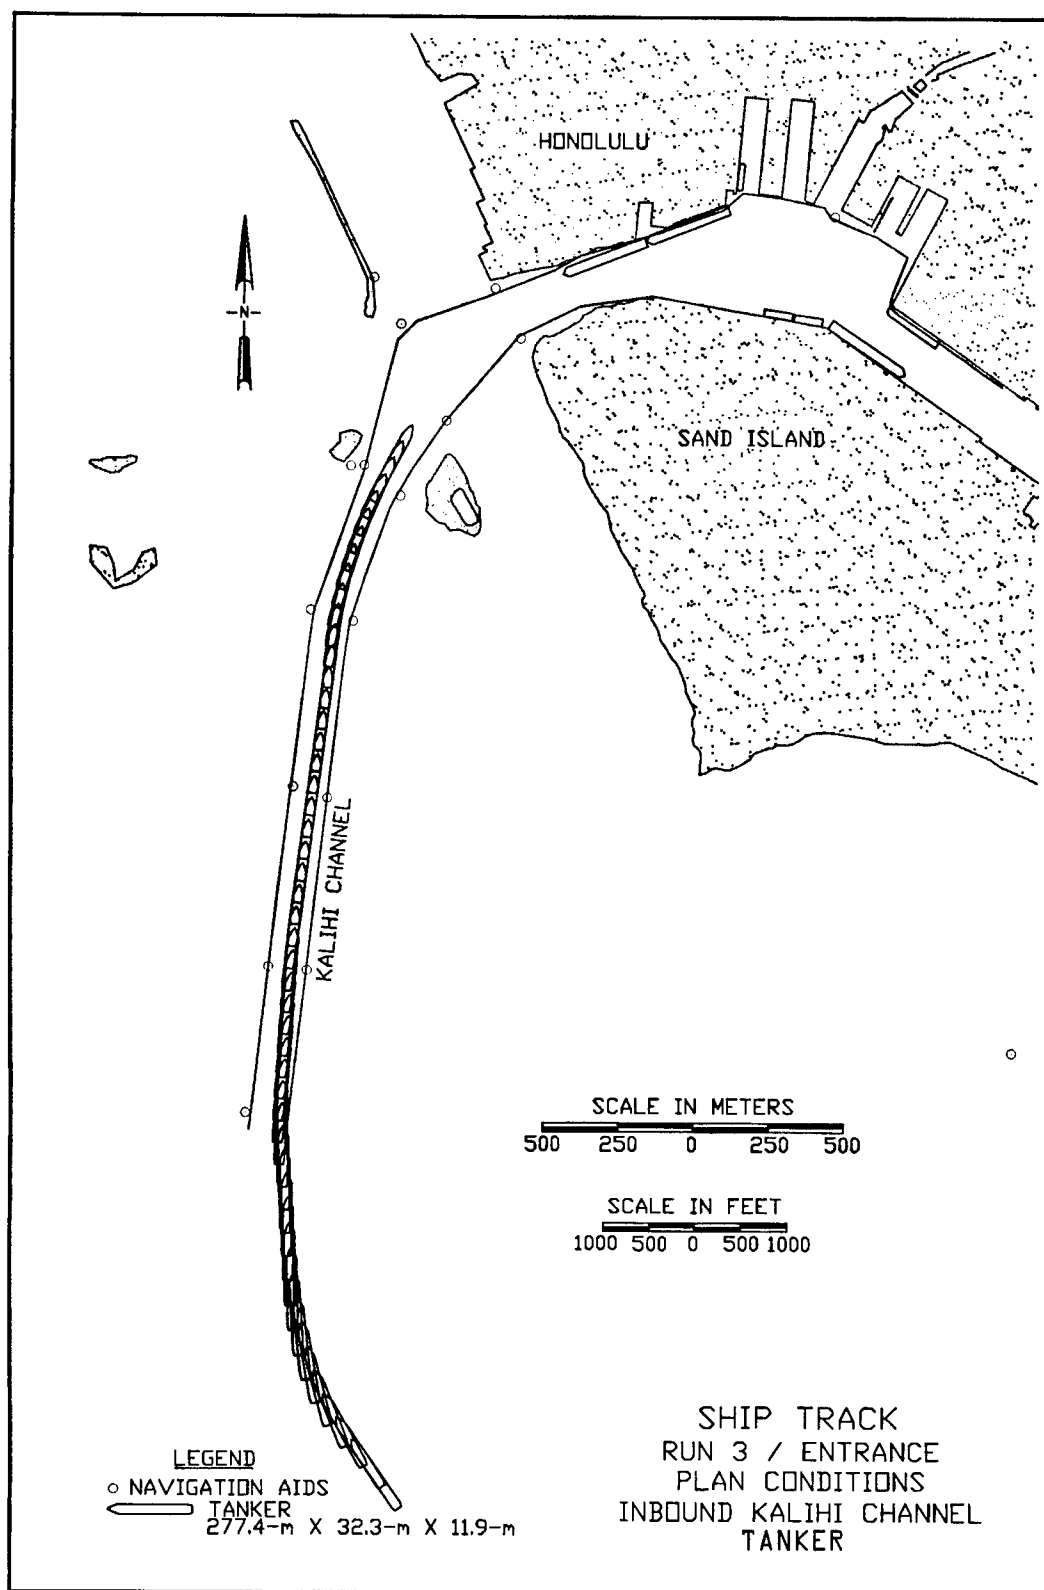 HONOLULU
-N-
SAND ISLAND
KALIHI CHANNEL
SCALE IN METERS
500 250 0 250 500
SCALE IN FEET
1000 500 0 500 1000
SHIP TRACK
RUN 3 / ENTRANCE
PLAN CONDITIONS
INBOUND KALIHI CHANNEL
TANKER
LEGEND
NAVIGATION AIDS
TANKER
277.4-m X 32.3-m X 11.9-m